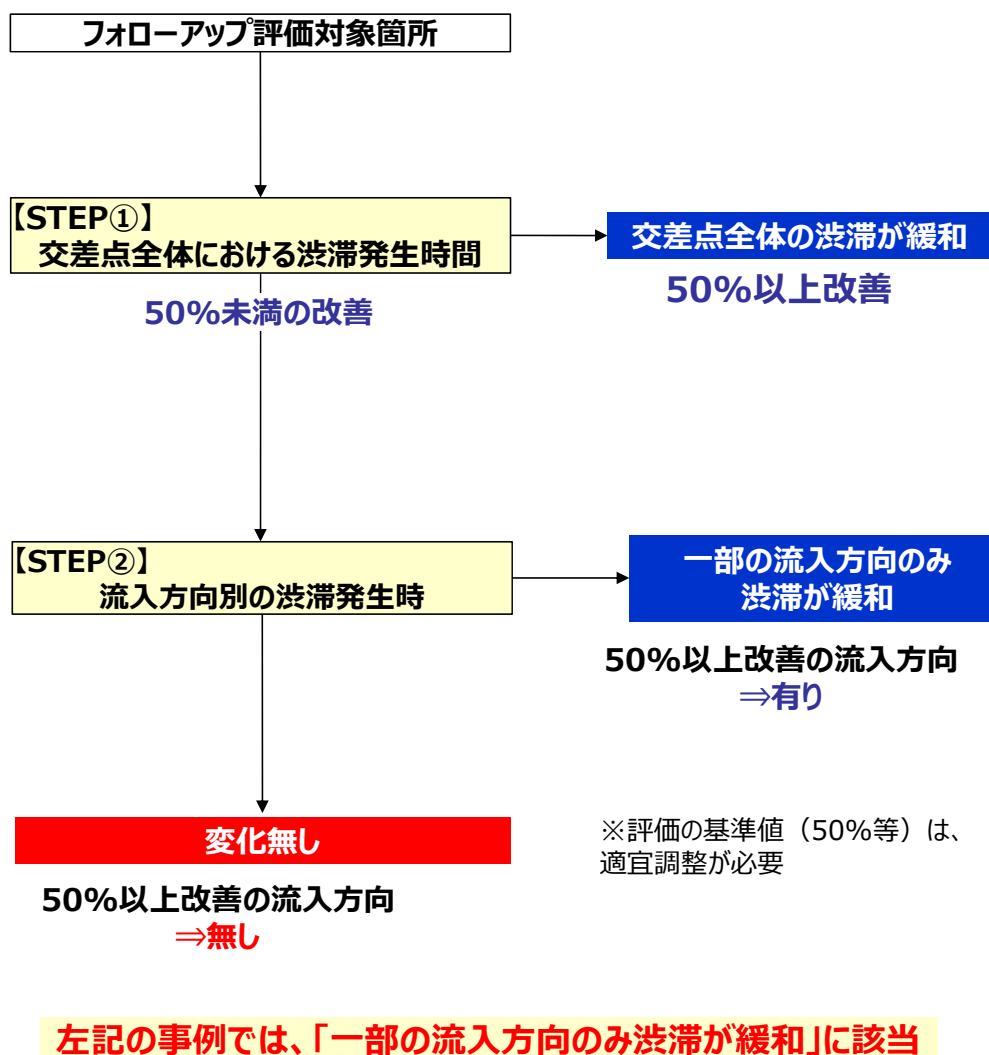 フォローアップ評価対象箇所
【STEP①】
交差点全体における渋滞発生時間
交差点全体の渋滞が緩和
50%以上改善
50%未満の改善
【STEP②】
流入方向別の渋滞発生時
一部の流入方向のみ
渋滞が緩和
50%以上改善の流入方向
⇒有り
変化無し
50%以上改善の流入方向
⇒無し
※評価の基準値（50%等）は、
適宜調整が必要
左記の事例では、「一部の流入方向のみ渋滞が緩和」に該当